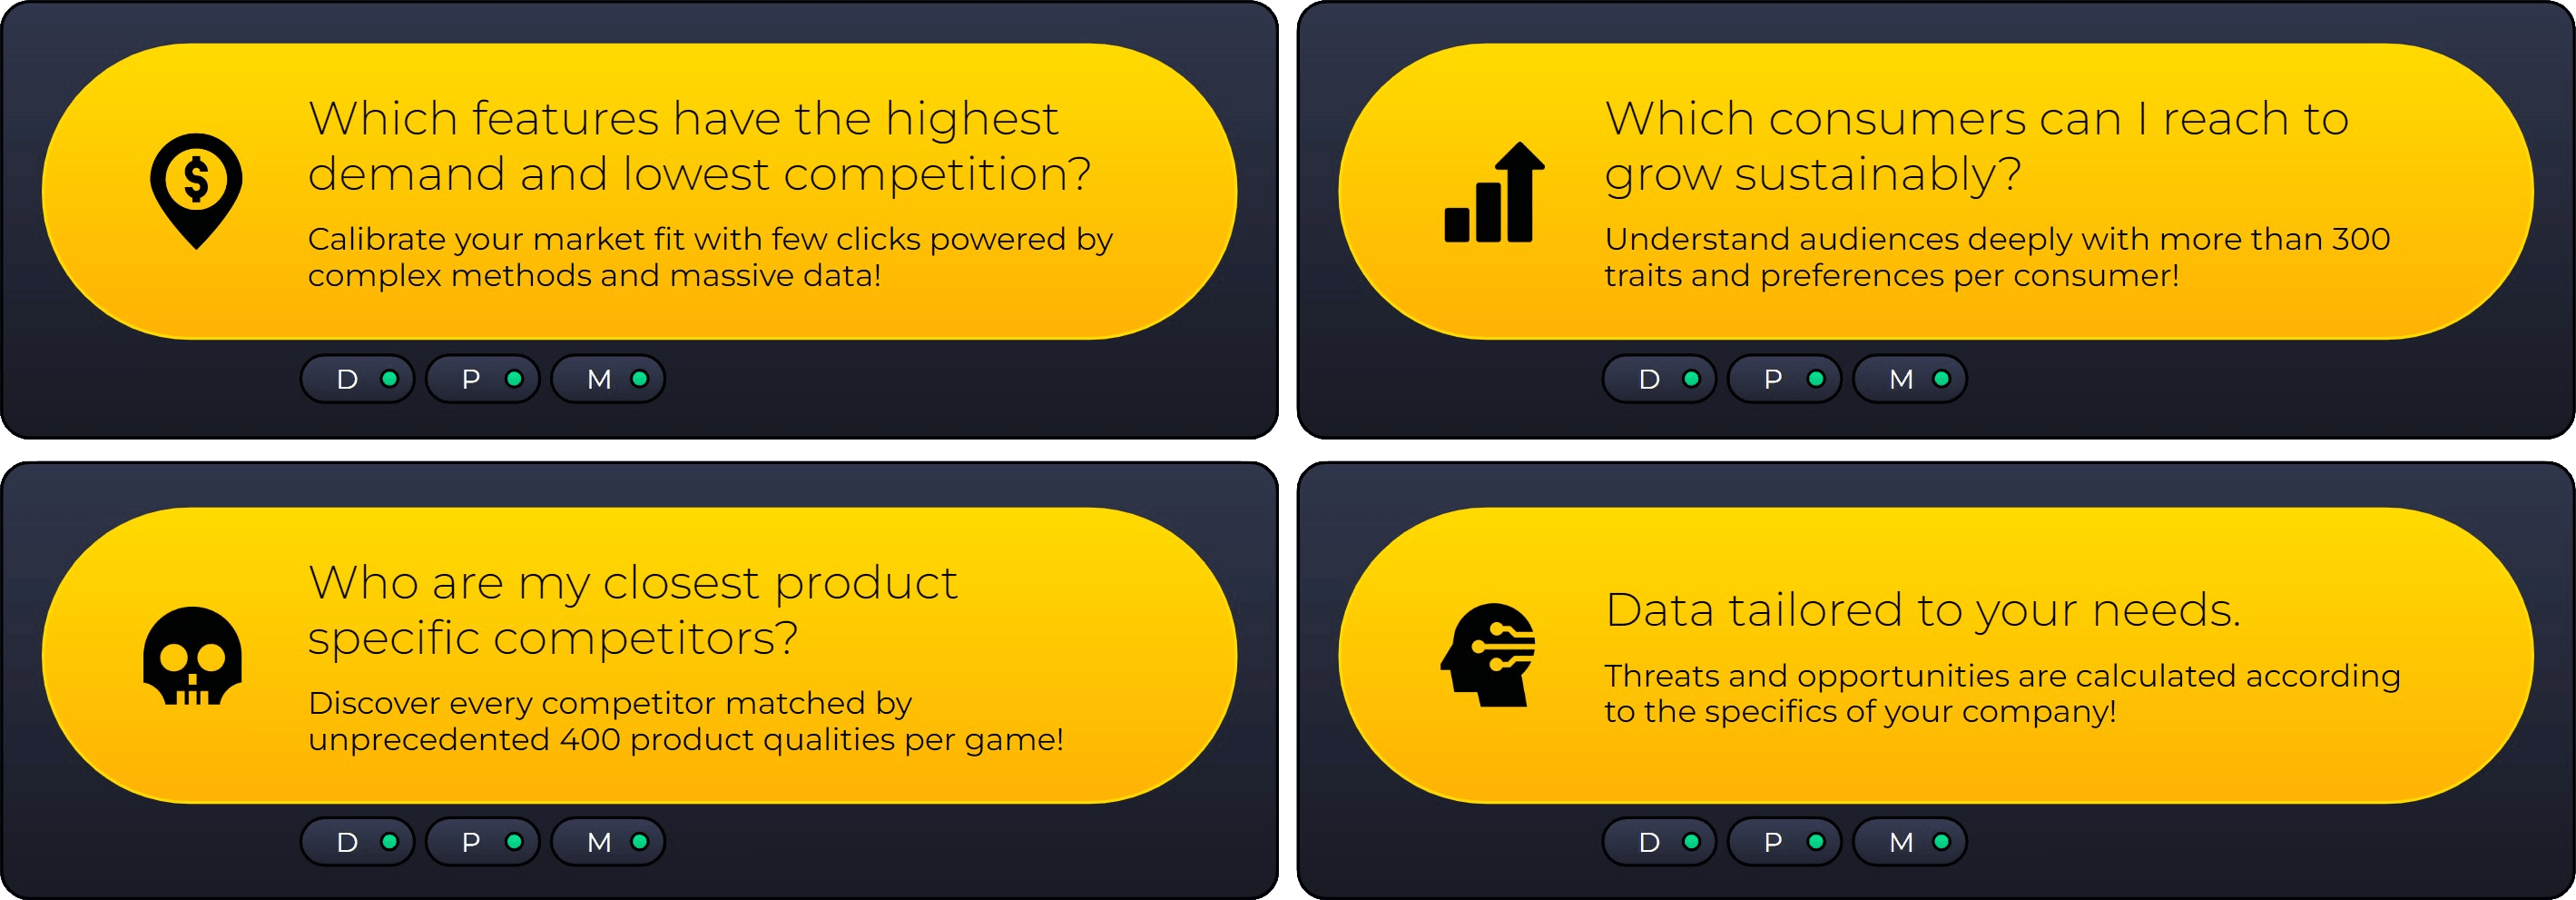 Which features have the highest
demand and lowest competition?
Calibrate your market fit with few clicks powered by
complex methods and massive data!
D P M
Which consumers can I reach to
grow sustainably?
Understand audiences deeply with more than 300
traits and preferences per consumer!
D P M
Who are my closest product
specific competitors?
Discover every competitor matched by
unprecedented 400 product qualities per game!
D P M
Data tailored to your needs.
Threats and opportunities are calculated according
to the specifics of your company!
D P M